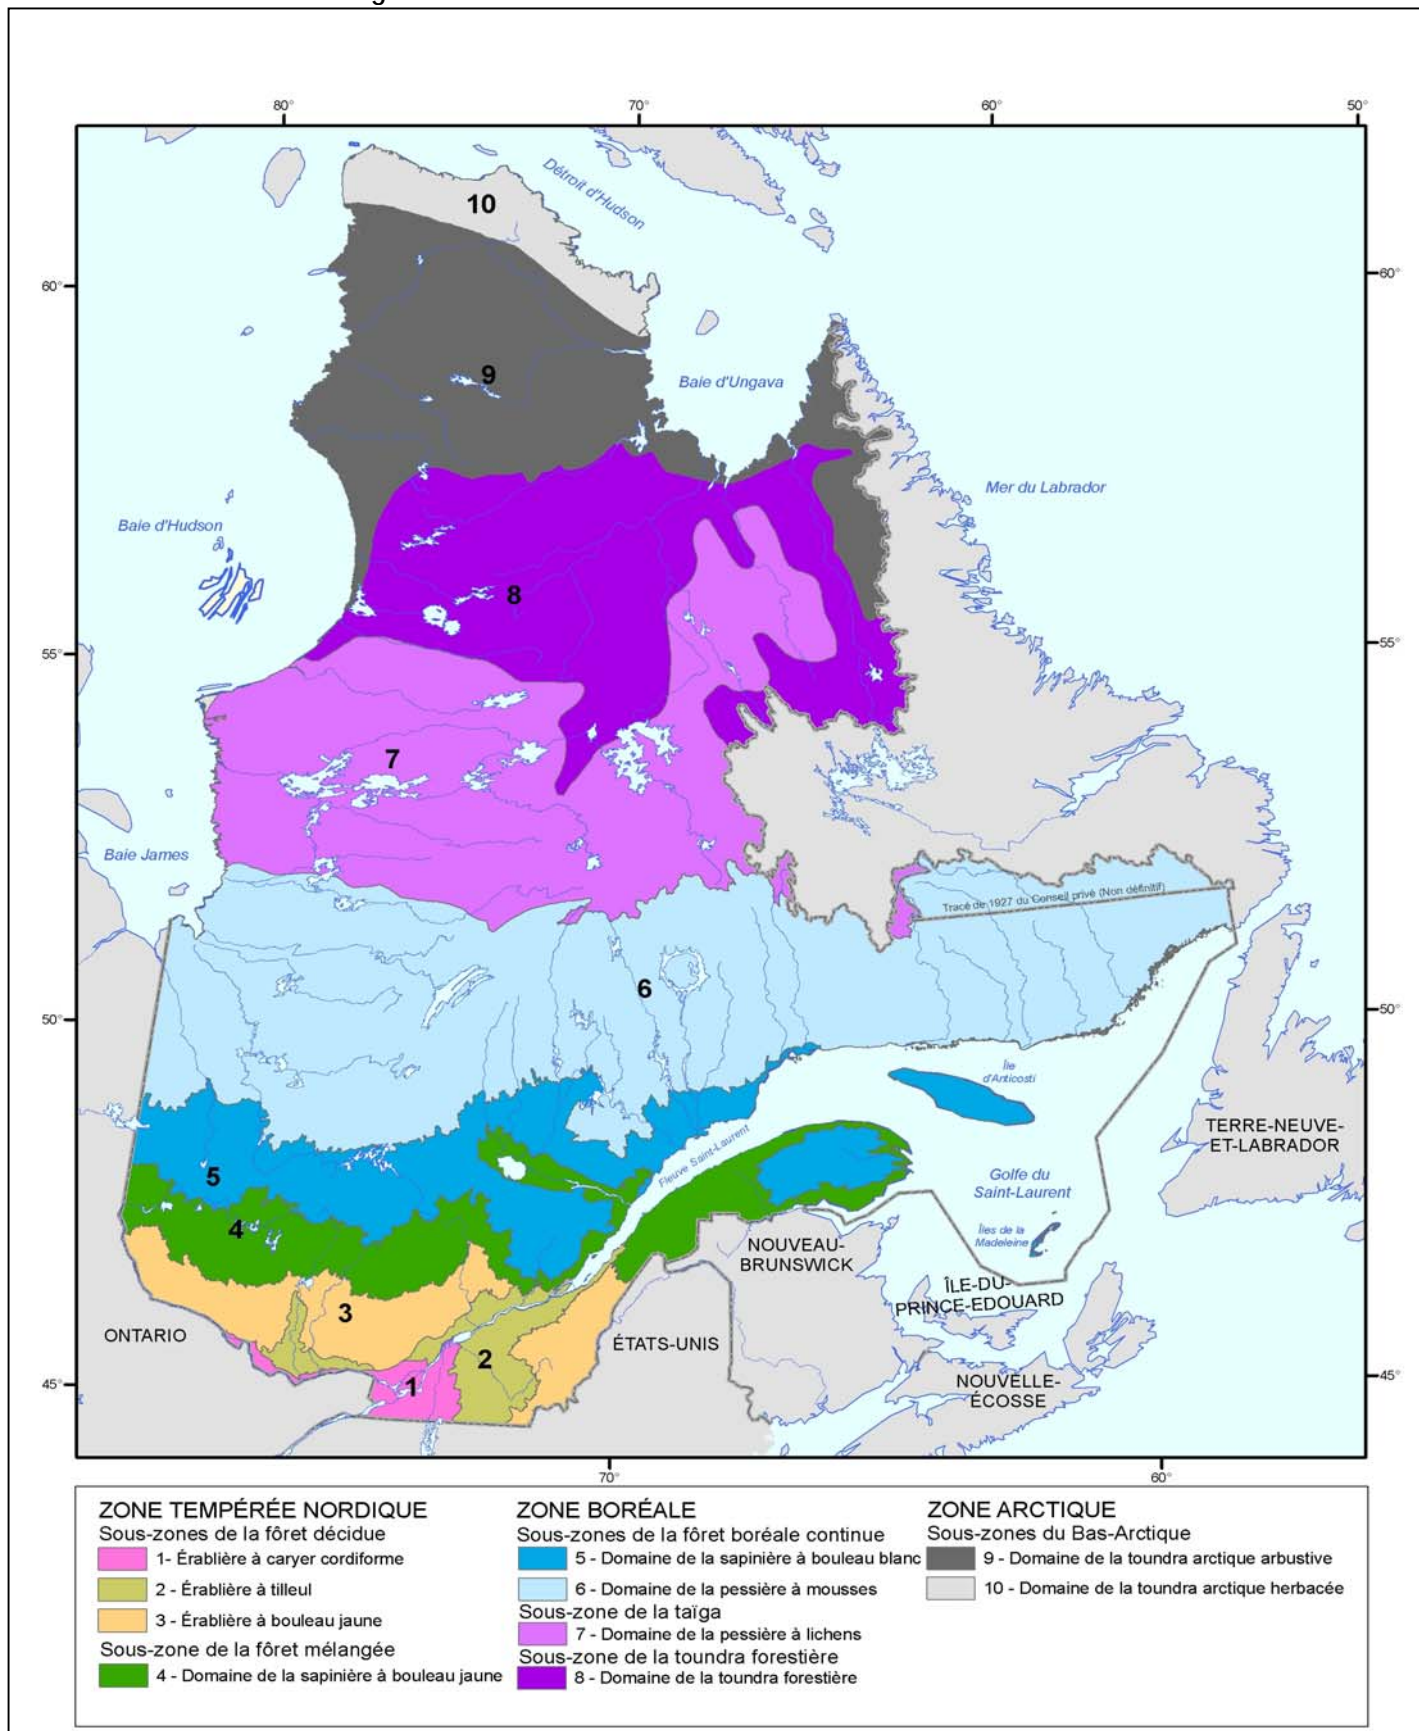 80°
70°
60°
50°
10
Détroit d'Hudson
60°
60°
9
Baie d'Ungava
Mer du Labrador
Baie d'Hudson
8
55°
55°
7
Baie James
Tracé de 1927 du Conseil privé (Non définitif)
6
50°
50°
Île
d'Anticosti
TERRE-NEUVE-
ET-LABRADOR
Fleuve Saint-Laurent
5
Golfe du
Saint-Laurent
4
Îles de la
Madeleine
NOUVEAU-
BRUNSWICK
ÎLE-DU-
PRINCE-EDOUARD
3
ONTARIO
ÉTATS-UNIS
2
1
NOUVELLE-
ÉCOSSE
45°
45°
70°
60°
ZONE TEMPÉRÉE NORDIQUE
Sous-zones de la fôret décidue
1- Érablière à caryer cordiforme
2 - Érablière à tilleul
3 - Érablière à bouleau jaune
Sous-zone de la fôret mélangée
4 - Domaine de la sapinière à bouleau jaune
ZONE BORÉALE
Sous-zones de la fôret boréale continue
5 - Domaine de la sapinière à bouleau blanc
6 - Domaine de la pessière à mousses
Sous-zone de la taïga
7 - Domaine de la pessière à lichens
Sous-zone de la toundra forestière
8 - Domaine de la toundra forestière
ZONE ARCTIQUE
Sous-zones du Bas-Arctique
9 - Domaine de la toundra arctique arbustive
10 - Domaine de la toundra arctique herbacée